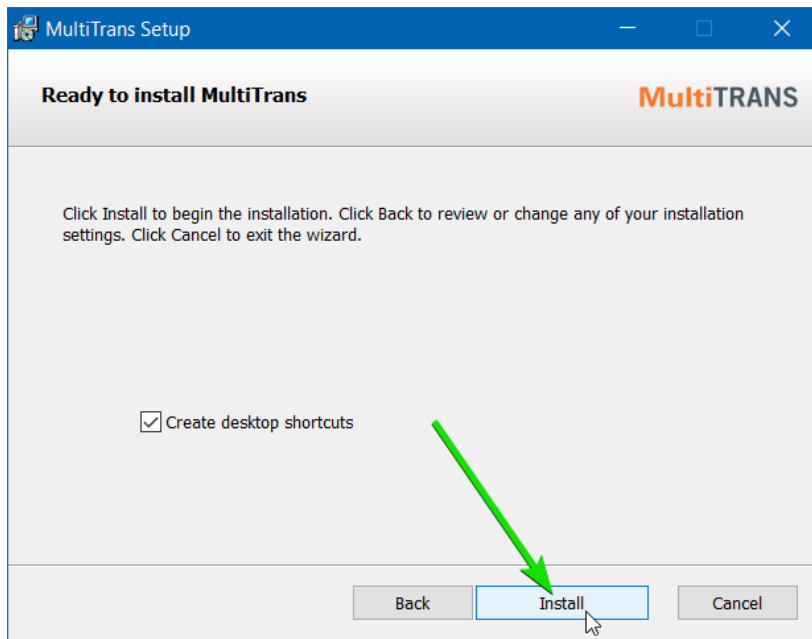 MultiTrans Setup
Ready to install MultiTrans
MultiTRANS
Click Install to begin the installation. Click Back to review or change any of your installation
settings. Click Cancel to exit the wizard.
Create desktop shortcuts
Back
Install
Cancel